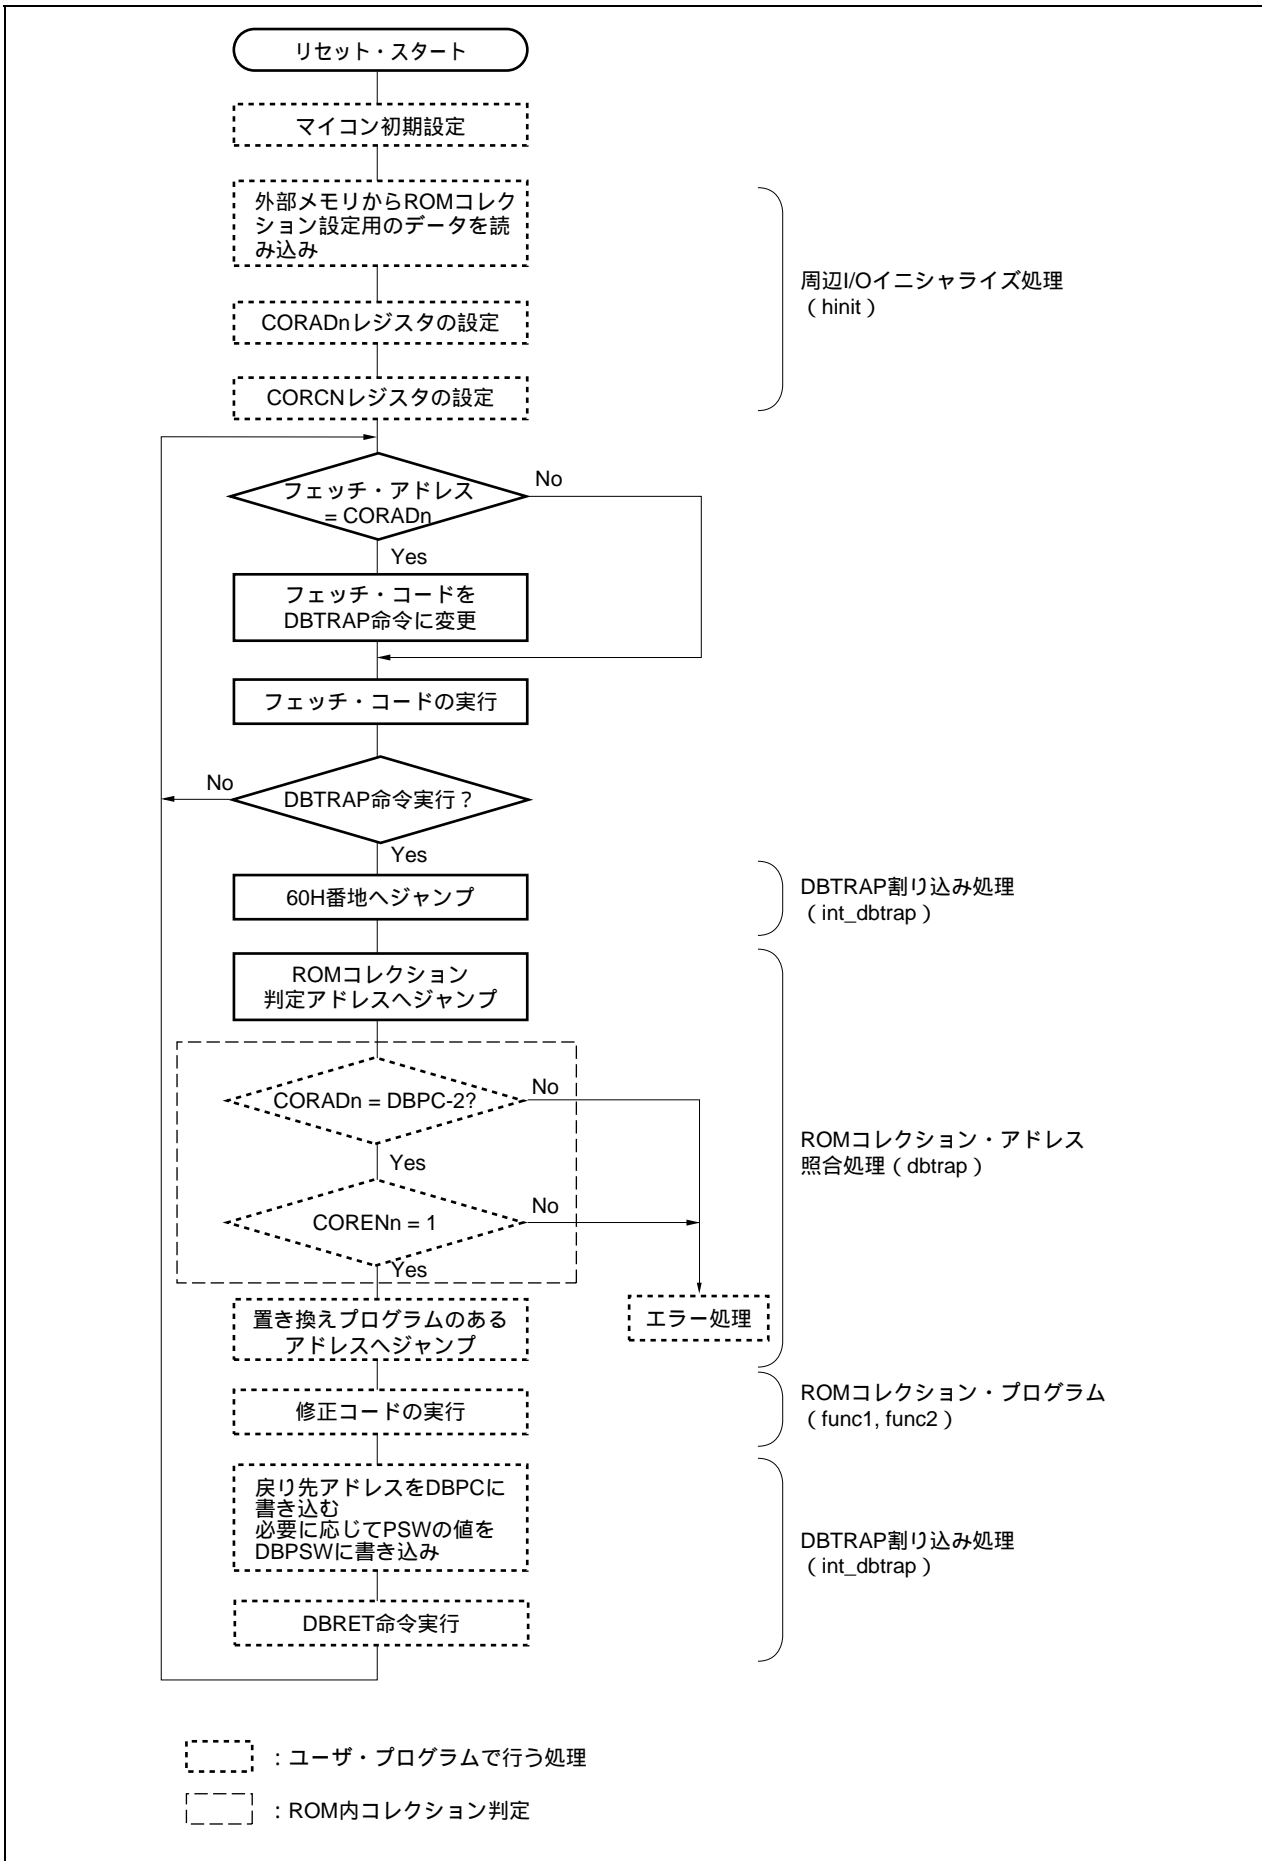 リセット・スタート
マイコン初期設定
外部メモリからROMコレク
ション設定用のデータを読
み込み
周辺I/Oイニシャライズ処理
（hinit）
CORADnレジスタの設定
CORCNレジスタの設定
フェッチ・アドレス
= CORADn
No
Yes
フェッチ・コードを
DBTRAP命令に変更
フェッチ・コードの実行
No
DBTRAP命令実行？
Yes
60H番地へジャンプ
DBTRAP割り込み処理
（int_dbtrap）
ROMコレクション
判定アドレスへジャンプ
CORADn = DBPC-2?
No
Yes
ROMコレクション・アドレス
照合処理（dbtrap）
CORENn = 1
No
Yes
置き換えプログラムのある
アドレスへジャンプ
エラー処理
修正コードの実行
ROMコレクション・プログラム
（func1, func2）
戻り先アドレスをDBPCに
書き込む
必要に応じてPSWの値を
DBPSWに書き込み
DBTRAP割り込み処理
（int_dbtrap）
DBRET命令実行
：ユーザ・プログラムで行う処理
：ROM内コレクション判定